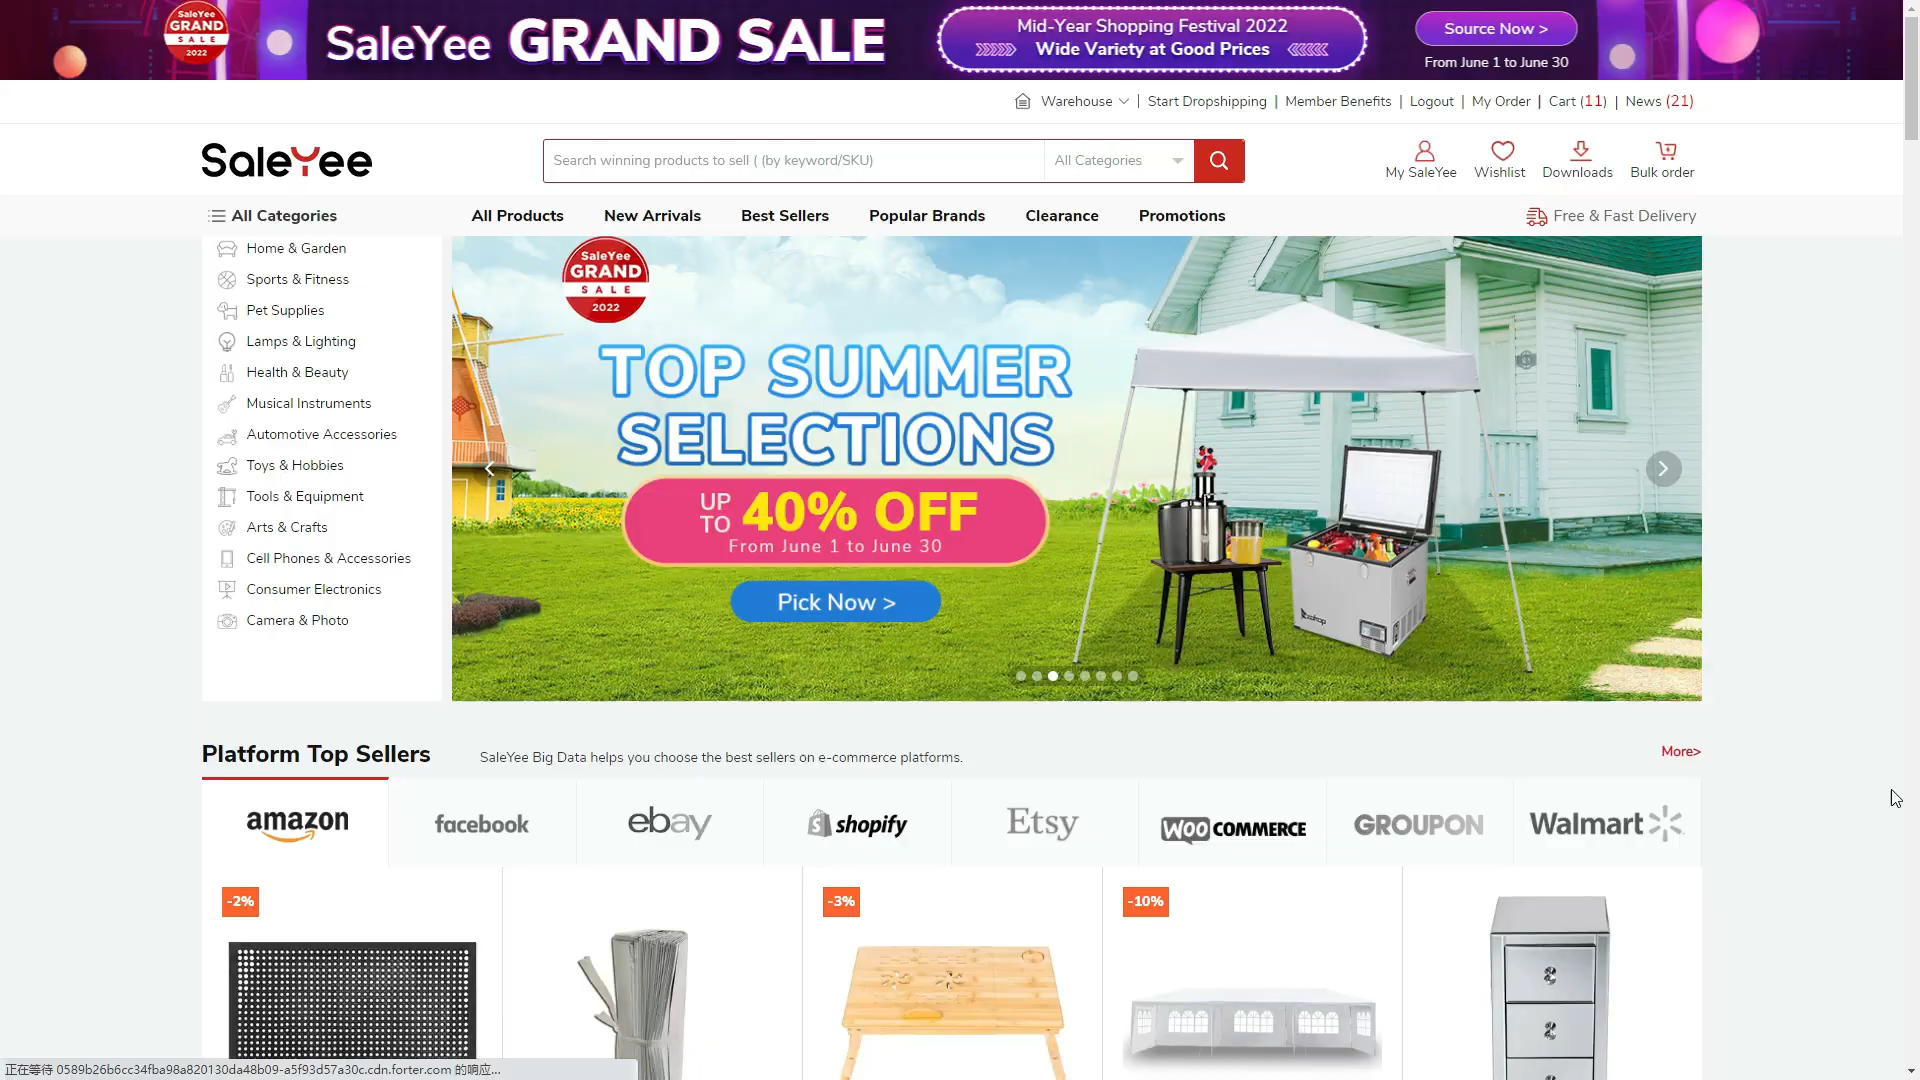 SaleYee
GRAND
SALE
2022
SaleYee GRAND SALE
Mid-Year Shopping Festival 2022
Wide Variety at Good Prices
Source Now >
From June 1 to June 30
Warehouse | Start Dropshipping | Member Benefits | Logout | My Order | Cart (11) | News (21)
SaleYee
Search winning products to sell ( (by keyword/SKU)
All Categories
My SaleYee
Wishlist
Downloads
Bulk order
All Categories
All Products
New Arrivals
Best Sellers
Popular Brands
Clearance
Promotions
Free & Fast Delivery
Home & Garden
Sports & Fitness
Pet Supplies
Lamps & Lighting
Health & Beauty
Musical Instruments
Automotive Accessories
Toys & Hobbies
Tools & Equipment
Arts & Crafts
Cell Phones & Accessories
Consumer Electronics
Camera & Photo
SaleYee
GRAND
SALE
2022
TOP SUMMER
SELECTIONS
UP TO 40% OFF
From June 1 to June 30
Pick Now >
Platform Top Sellers
SaleYee Big Data helps you choose the best sellers on e-commerce platforms.
More>
amazon
facebook
ebay
shopify
Etsy
WOO COMMERCE
GROUPON
Walmart
-2%
-3%
-10%
正在等待 0589b26b6cc34fba98a820130da48b09-a5f93d57a30c.cdn.forter.com 的响应...